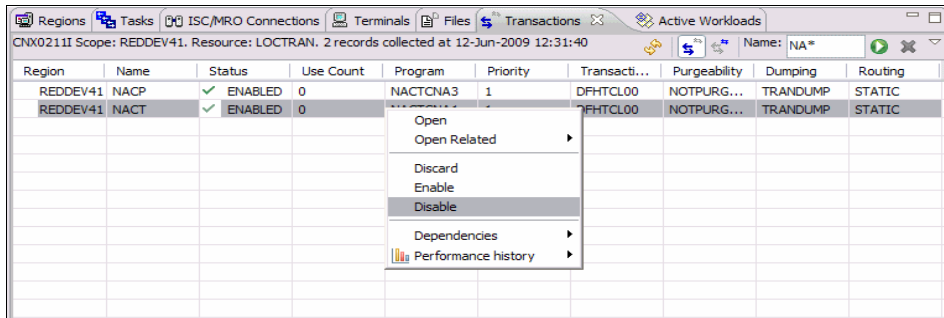 Regions Tasks ISC/MRO Connections Terminals Files Transactions Active Workloads
CNX0211I Scope: REDDEV41. Resource: LOCTRAN. 2 records collected at 12-Jun-2009 12:31:40 Name: NA*
Region Name Status Use Count Program Priority Transacti... Purgeability Dumping Routing
REDDEV41 NACP ✓ ENABLED 0 NACTCNA3 1 DFHTCL00 NOTPURG... TRANDUMP STATIC
REDDEV41 NACT ✓ ENABLED 0 DFHTCL00 NOTPURG... TRANDUMP STATIC
Open
Open Related
Discard
Enable
Disable
Dependencies
Performance history